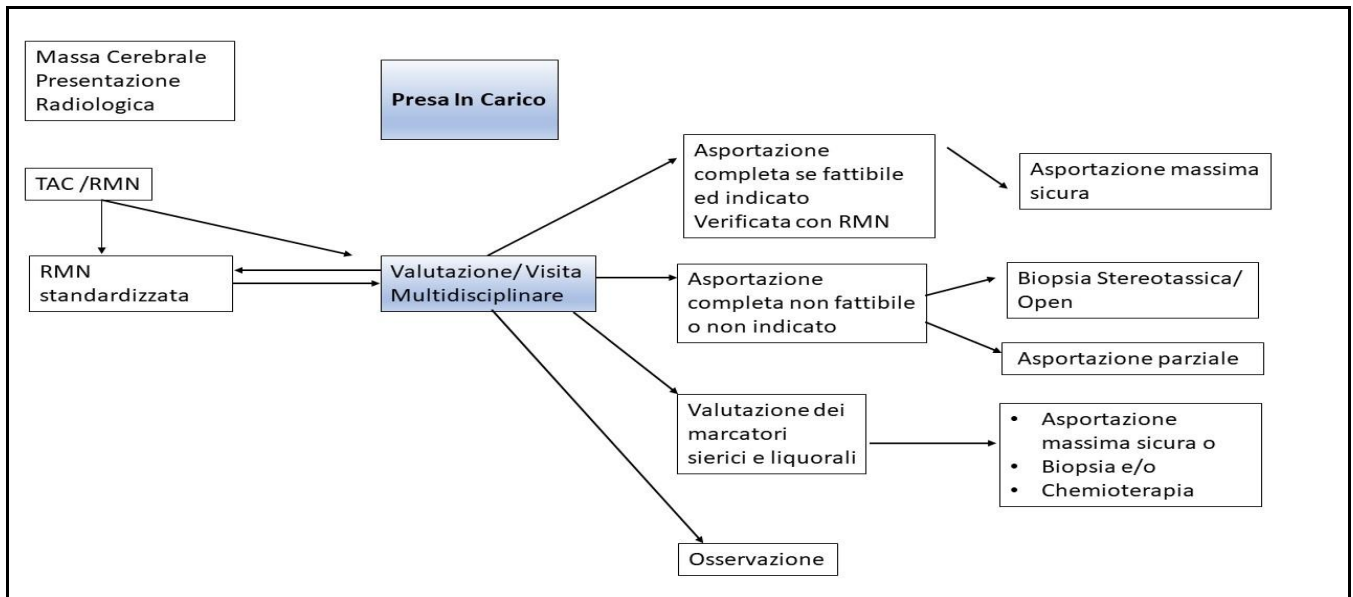 Massa Cerebrale
Presentazione
Radiologica
Presa In Carico
TAC /RMN
RMN
standardizzata
Valutazione/ Visita
Multidisciplinare
Asportazione
completa se fattibile
ed indicato
Verificata con RMN
Asportazione massima
sicura
Asportazione
completa non fattibile
o non indicato
Biopsia Stereotassica/
Open
Asportazione parziale
Valutazione dei
marcatori
sierici e liquorali
• Asportazione
massima sicura o
• Biopsia e/o
• Chemioterapia
Osservazione